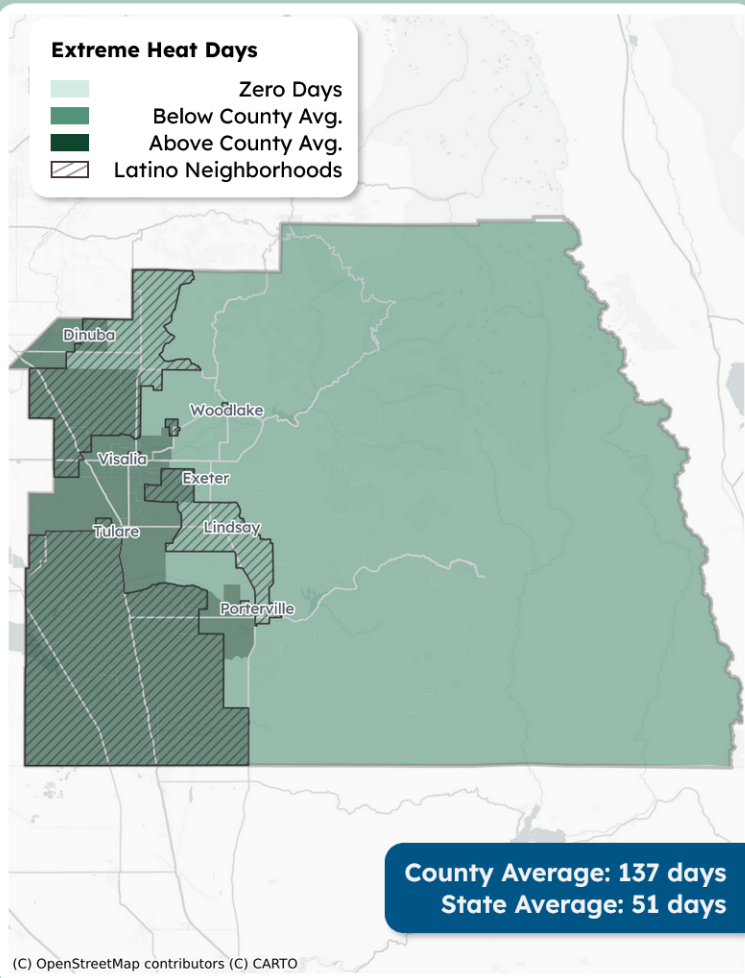 Extreme Heat Days
Zero Days
Below County Avg.
Above County Avg.
Latino Neighborhoods
Dinuba
Woodlake
Visalia
Exeter
Tulare
Lindsay
Porterville
County Average: 137 days
State Average: 51 days
(C) OpenStreetMap contributors (C) CARTO